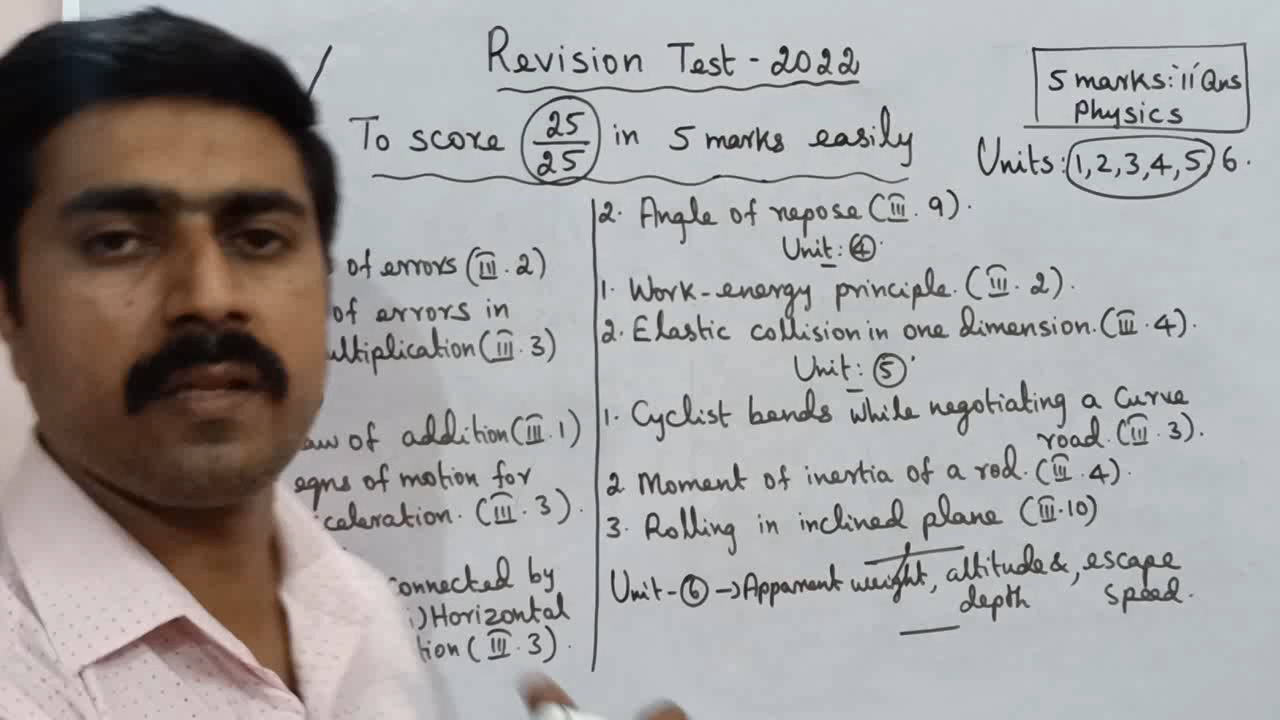 Revision Test - 2022
To score 25/25 in 5 marks easily
5 marks: 11 Qns
Physics
Units: 1, 2, 3, 4, 5, 6.
of errors (III. 2)
of errors in
ultiplication (III. 3)
law of addition (III. 1)
eqns of motion for
celeration. (III. 3).
connected by
i) Horizontal
tion (III. 3).
2. Angle of repose (III. 9).
Unit: 4.
1. Work-energy principle. (III. 2).
2. Elastic collision in one dimension. (III. 4).
Unit: 5
1. Cyclist bends while negotiating a Curve
road. (III. 3).
2 Moment of inertia of a rod. (III. 4).
3. Rolling in inclined plane (III. 10)
Unit-6 → Apparent weight, altitude &, escape
depth speed.